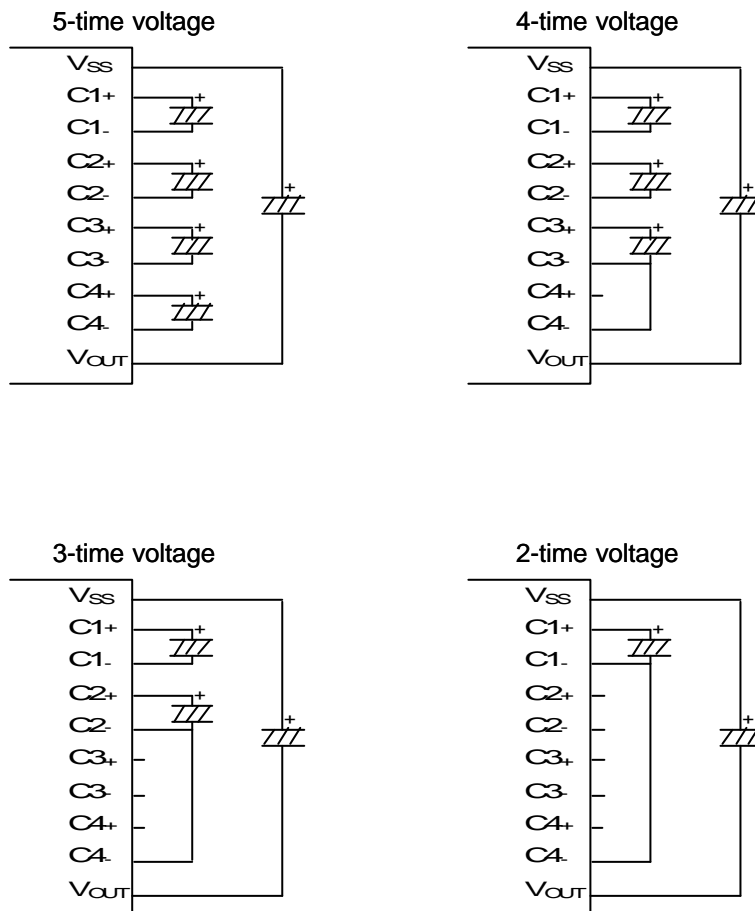 5-time voltage
VSS
C1+
C1-
C2+
C2-
C3+
C3-
C4+
C4-
VOUT
+
+
+
+
+
4-time voltage
VSS
C1+
C1-
C2+
C2-
C3+
C3-
C4+
C4-
VOUT
+
+
+
+
3-time voltage
VSS
C1+
C1-
C2+
C2-
C3+
C3-
C4+
C4-
VOUT
+
+
+
2-time voltage
VSS
C1+
C1-
C2+
C2-
C3+
C3-
C4+
C4-
VOUT
+
+